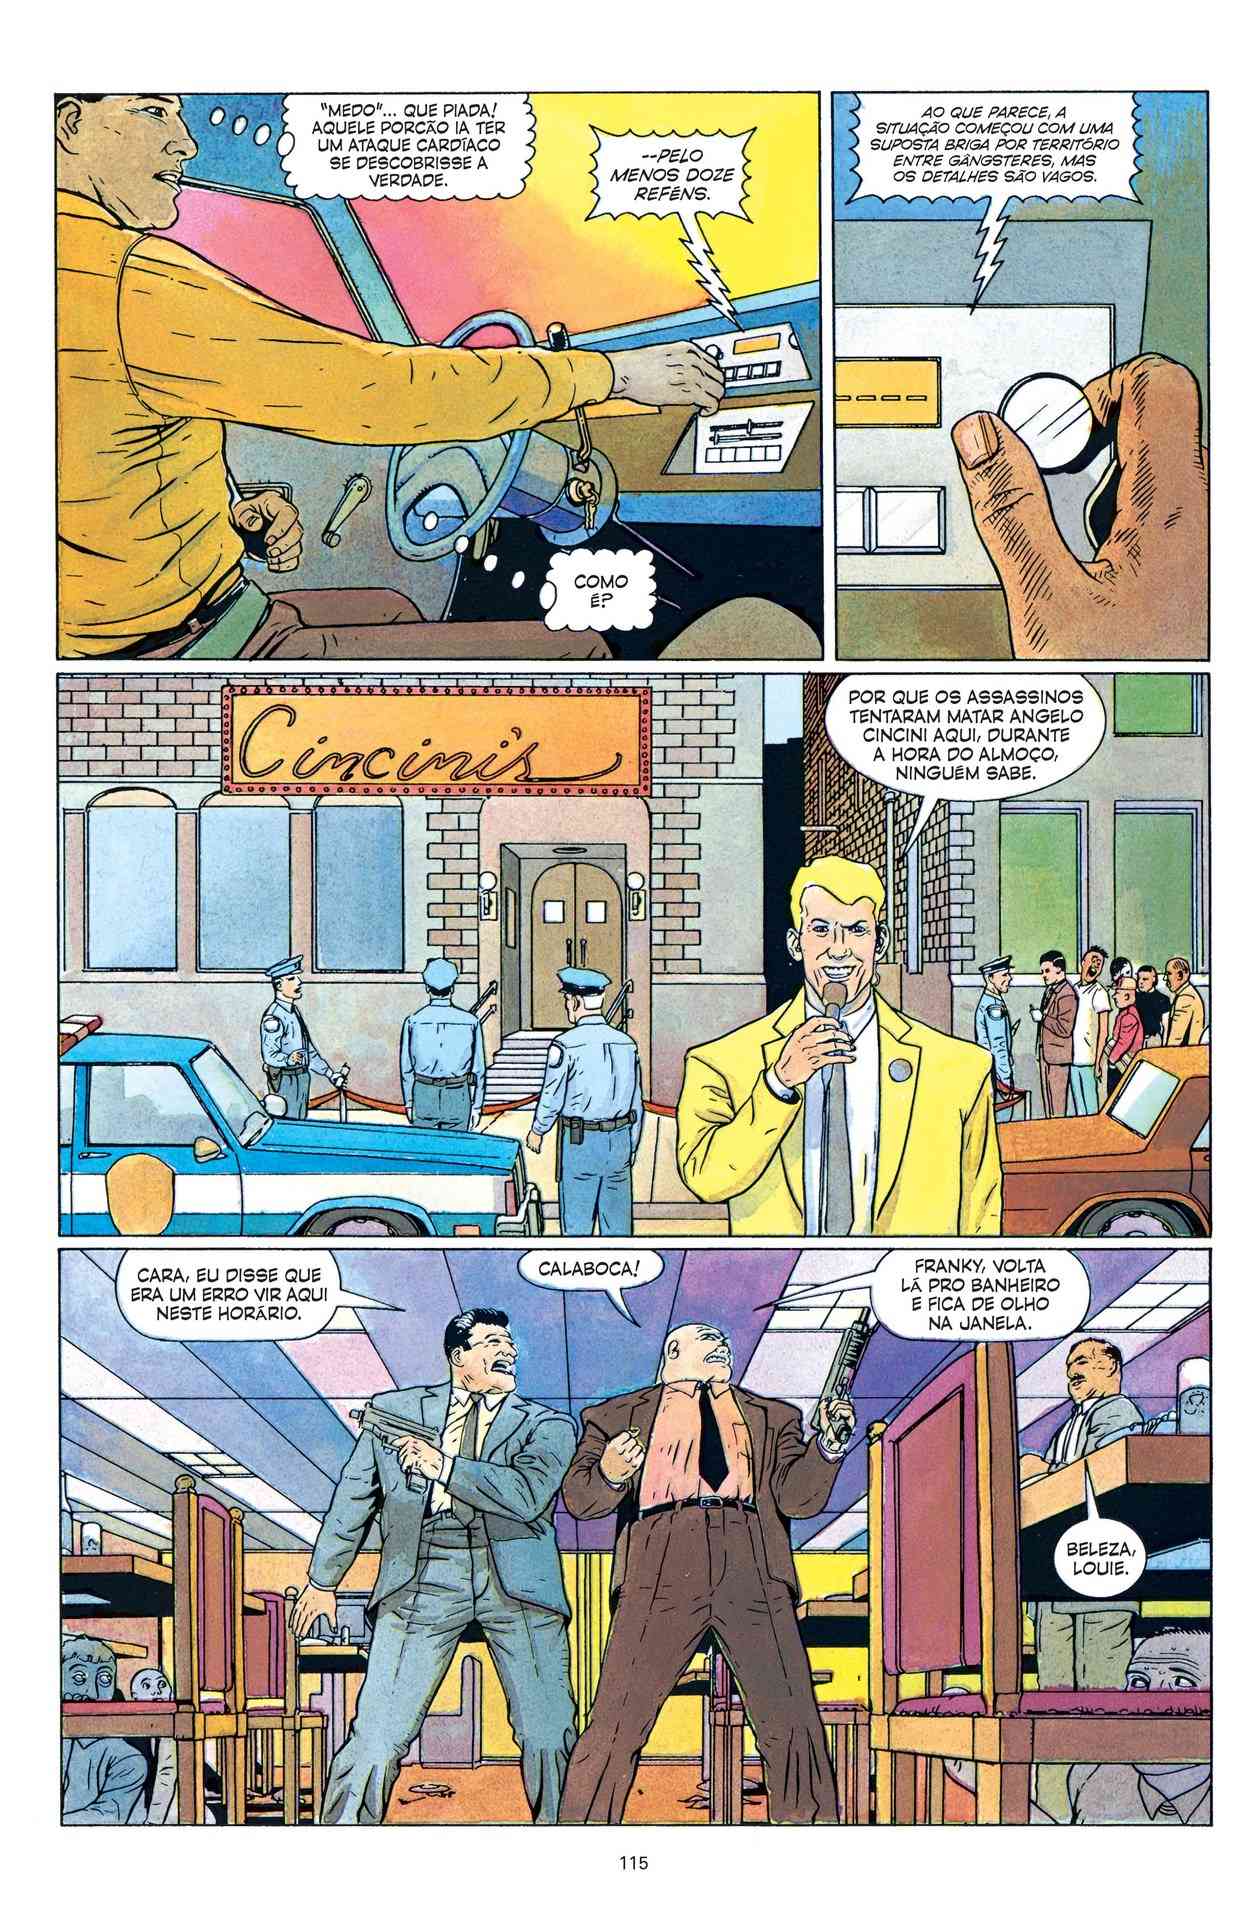 "MEDO"... QUE PIADA!
AQUELE PORCÃO IA TER
UM ATAQUE CARDÍACO
SE DESCOBRISSE A
VERDADE.
--PELO
MENOS DOZE
REFÉNS.
COMO
É?
AO QUE PARECE, A
SITUAÇÃO COMEÇOU COM UMA
SUPOSTA BRIGA POR TERRITÓRIO
ENTRE GÂNGSTERES, MAS
OS DETALHES SÃO VAGOS.
Cincini's
POR QUE OS ASSASSINOS
TENTARAM MATAR ANGELO
CINCINI AQUI, DURANTE
A HORA DO ALMOÇO,
NINGUÉM SABE.
CARA, EU DISSE QUE
ERA UM ERRO VIR AQUI
NESTE HORÁRIO.
CALABOCA!
FRANKY, VOLTA
LÁ PRO BANHEIRO
E FICA DE OLHO
NA JANELA.
BELEZA,
LOUIE.
115